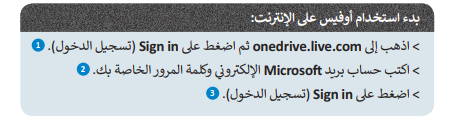 بدء استخدام أوفيس على الإنترنت:
> اذهب إلى onedrive.live.com ثم اضغط على Sign in (تسجيل الدخول). 1
> اكتب حساب بريد Microsoft الإلكتروني وكلمة المرور الخاصة بك. 2
> اضغط على Sign in (تسجيل الدخول). 3